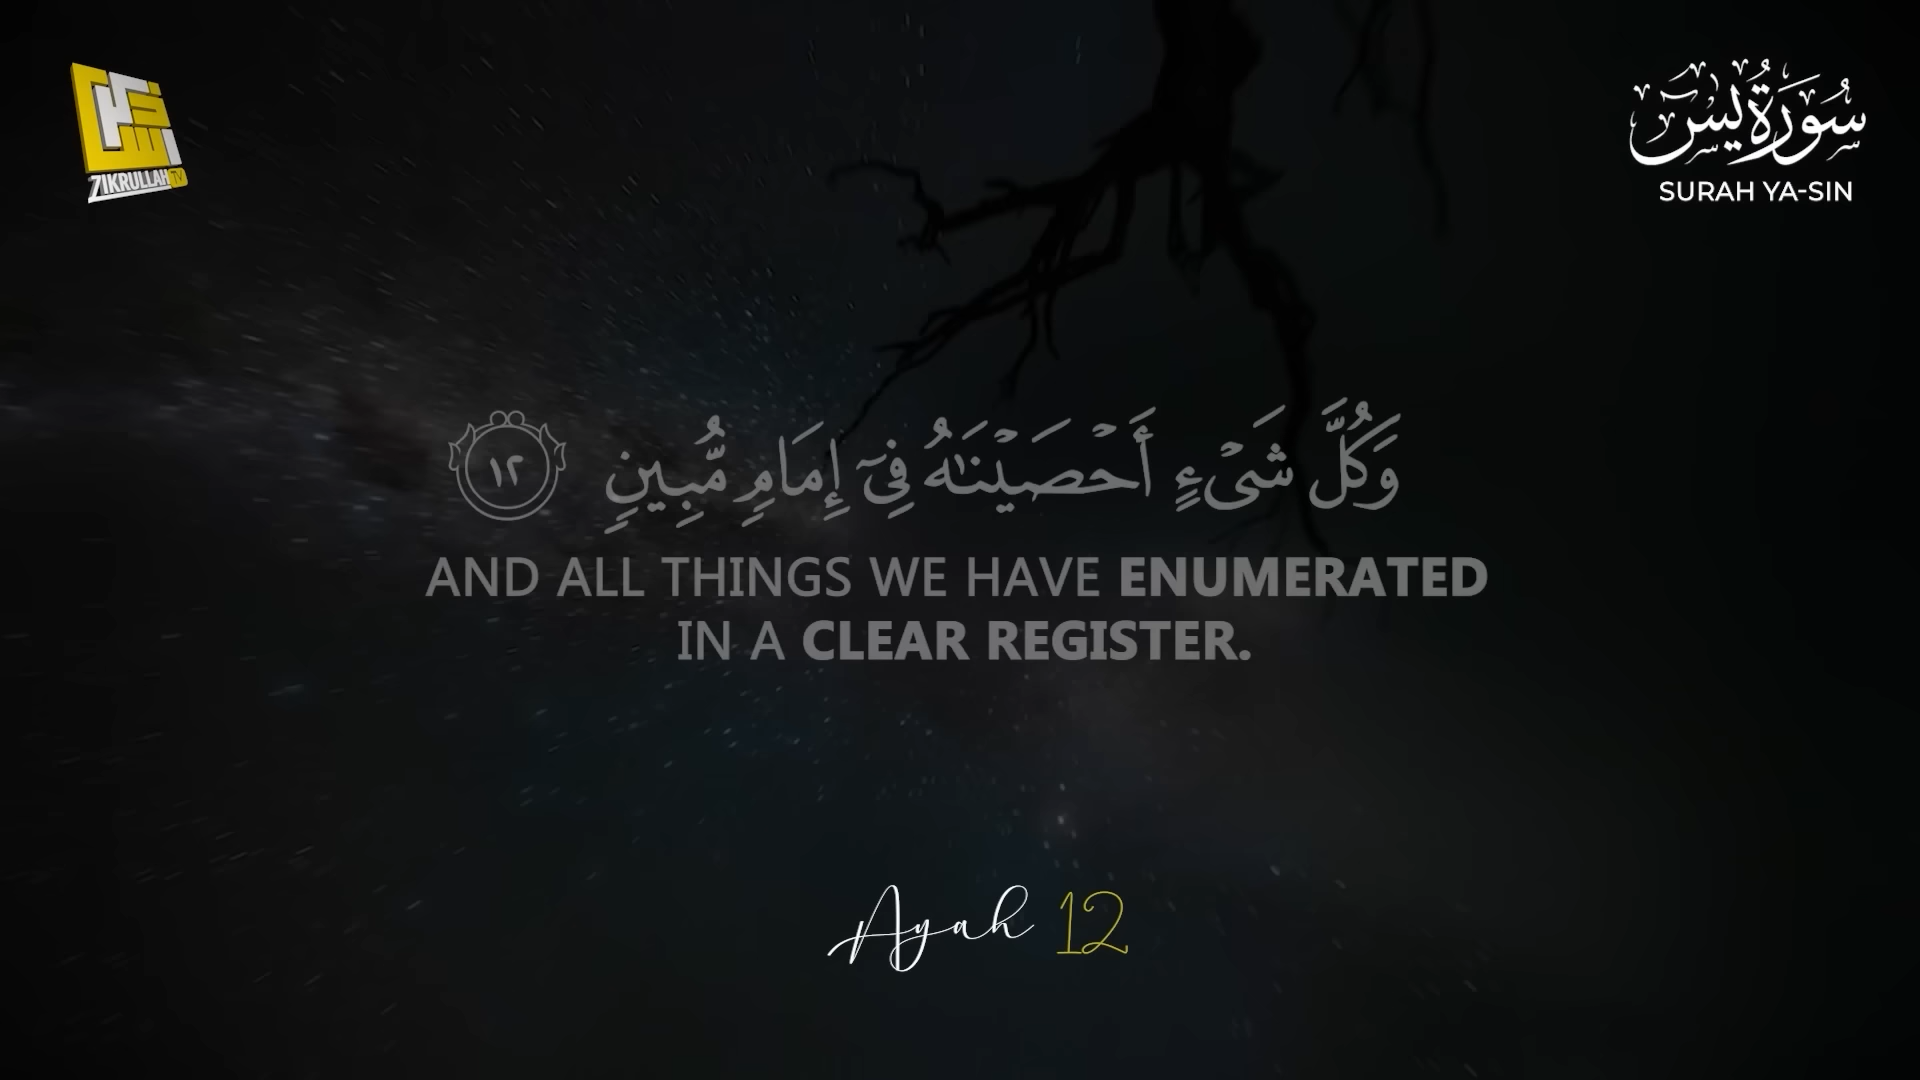 ZIKRULLAH TV
سُورَةُ يسٓ
SURAH YA-SIN
وَكُلَّ شَىْءٍ أَحْصَيْنَٰهُ فِىٓ إِمَامٍ مُّبِينٍ ١٢
AND ALL THINGS WE HAVE ENUMERATED
IN A CLEAR REGISTER.
Ayah 12